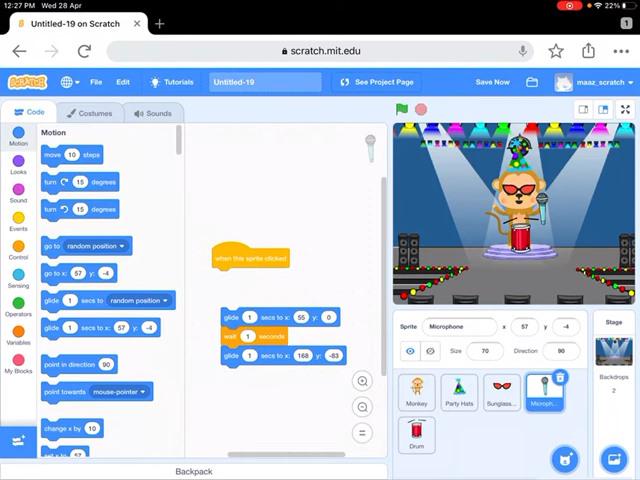 12:27 PM Wed 28 Apr
22%
Untitled-19 on Scratch
1
scratch.mit.edu
SCRATCH
File
Edit
Tutorials
Untitled-19
See Project Page
Save Now
maaz_scratch
Code
Costumes
Sounds
Motion
Motion
Looks
Sound
Events
Control
Sensing
Operators
Variables
My Blocks
move 10 steps
turn 15 degrees
turn 15 degrees
go to random position
go to x: 57 y: -4
glide 1 secs to random position
glide 1 secs to x: 57 y: -4
point in direction 90
point towards mouse-pointer
change x by 10
set x to 57
when this sprite clicked
glide 1 secs to x: 55 y: 0
wait 1 seconds
glide 1 secs to x: 168 y: -83
Sprite Microphone x 57 y -4
Size 70 Direction 90
Monkey
Party Hats
Sunglass...
Microph...
Drum
Stage
Backdrops
2
Backpack